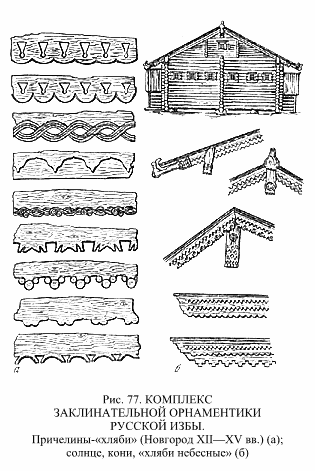 а
б
Рис. 77. КОМПЛЕКС
ЗАКЛИНАТЕЛЬНОЙ ОРНАМЕНТИКИ
РУССКОЙ ИЗБЫ.
Причелины-«хляби» (Новгород XII—XV вв.) (а);
солнце, кони, «хляби небесные» (б)